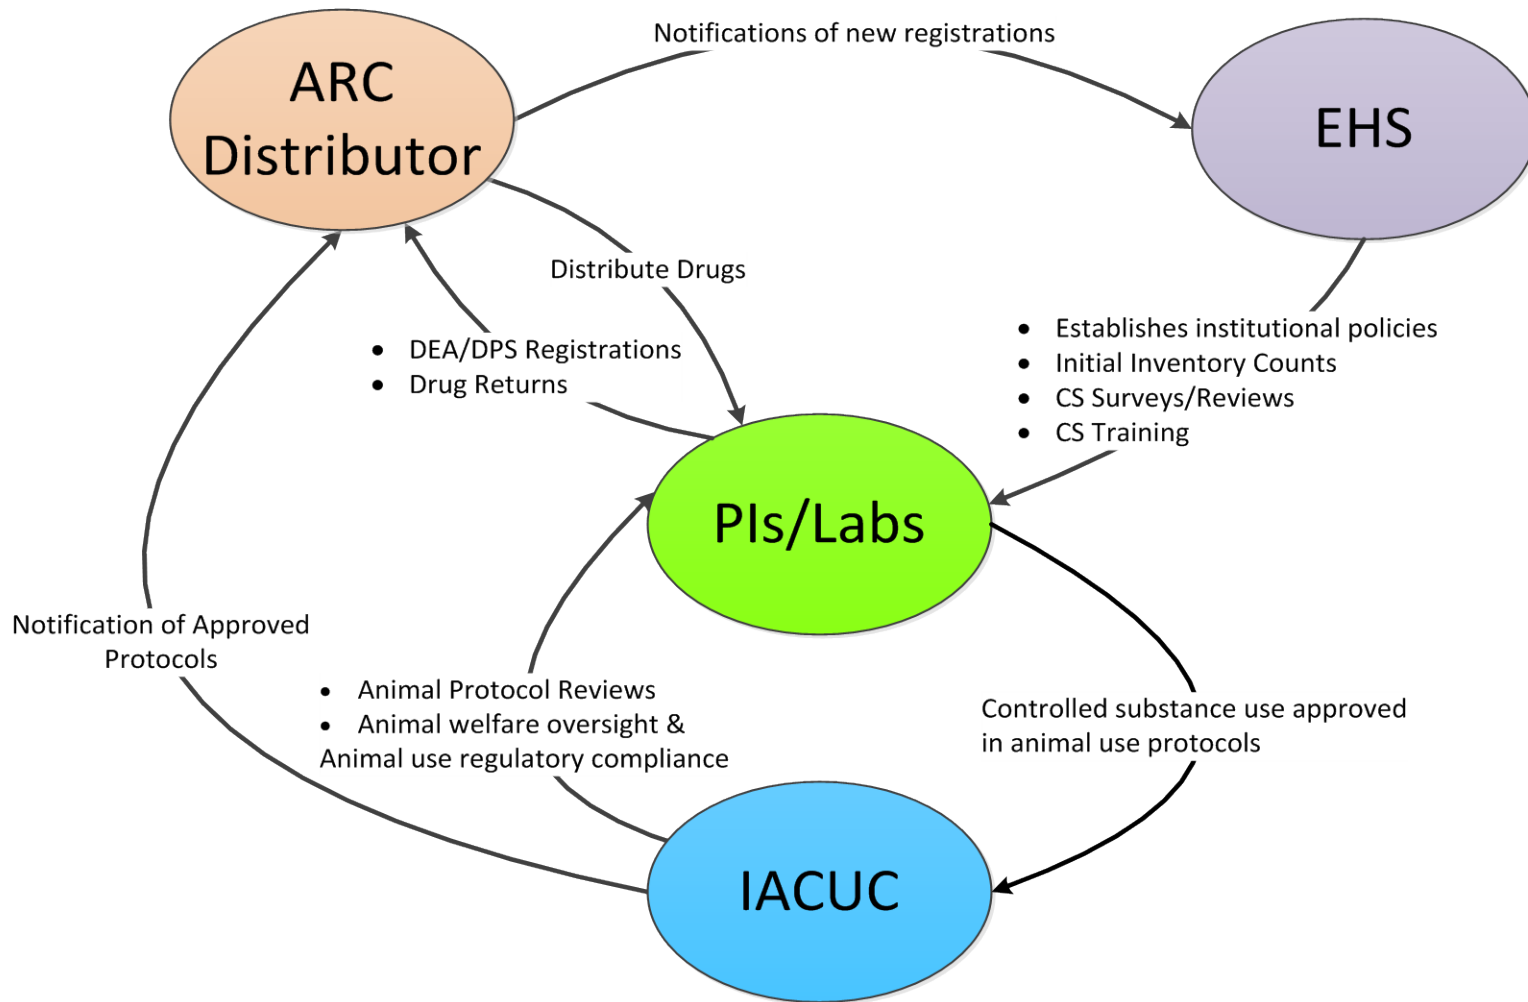 Notifications of new registrations
ARC
Distributor
EHS
Distribute Drugs
• DEA/DPS Registrations
• Drug Returns
• Establishes institutional policies
• Initial Inventory Counts
• CS Surveys/Reviews
• CS Training
PIs/Labs
Notification of Approved
Protocols
• Animal Protocol Reviews
• Animal welfare oversight &
Animal use regulatory compliance
Controlled substance use approved
in animal use protocols
IACUC